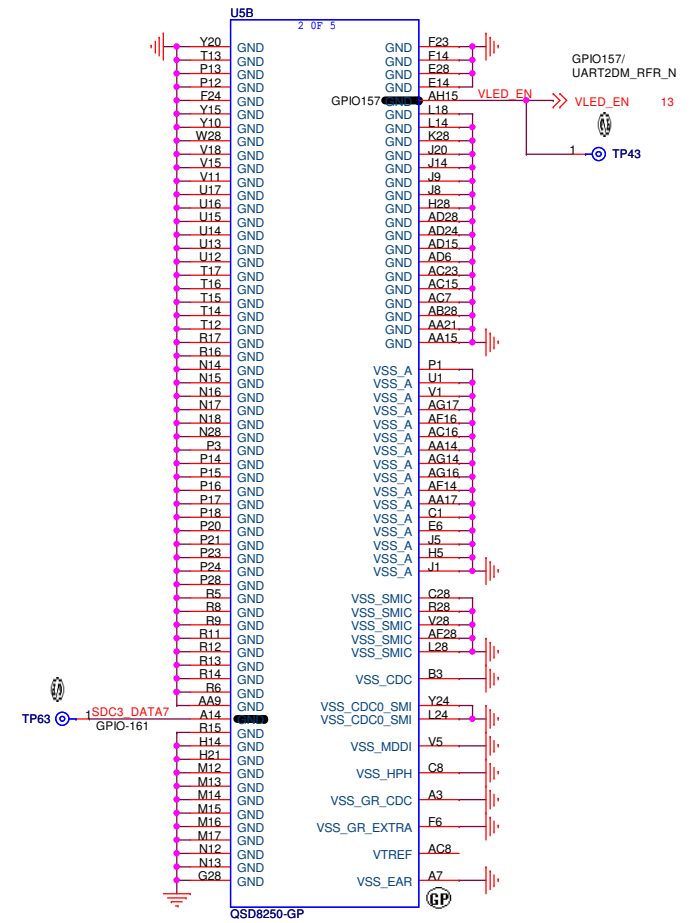 U5B
2 OF 5
Y20 GND GND F23
T13 GND GND F14
P13 GND GND E28
P12 GND GND E14
F24 GND GPIO157 GND AH15 VLED_EN
Y15 GND GND L18
Y10 GND GND L14
W28 GND GND K28
V18 GND GND J20
V15 GND GND J14
V11 GND GND J9
U17 GND GND J8
U16 GND GND H28
U15 GND GND AD28
U14 GND GND AD24
U13 GND GND AD15
U12 GND GND AD6
T17 GND GND AC23
T16 GND GND AC15
T15 GND GND AC7
T14 GND GND AB28
T12 GND GND AA21
R17 GND GND AA15
R16 GND
N14 GND VSS_A P1
N15 GND VSS_A U1
N16 GND VSS_A V1
N17 GND VSS_A AG17
N18 GND VSS_A AF16
N28 GND VSS_A AC16
P3 GND VSS_A AA14
P14 GND VSS_A AG14
P15 GND VSS_A AG16
P16 GND VSS_A AF14
P17 GND VSS_A AA17
P18 GND VSS_A C1
P20 GND VSS_A E6
P21 GND VSS_A J5
P23 GND VSS_A H5
P24 GND VSS_A J1
P28 GND
R5 GND VSS_SMIC C28
R8 GND VSS_SMIC R28
R9 GND VSS_SMIC V28
R11 GND VSS_SMIC AF28
R12 GND VSS_SMIC L28
R13 GND
R14 GND VSS_CDC B3
R6 GND
AA9 GND VSS_CDC0_SMI Y24
TP63 1 SDC3_DATA7 A14 GND VSS_CDC0_SMI L24
GPIO-161
R15 GND
H14 GND VSS_MDDI V5
H21 GND
M12 GND VSS_HPH C8
M13 GND
M14 GND VSS_GR_CDC A3
M15 GND
M16 GND VSS_GR_EXTRA F6
M17 GND
N12 GND VTREF AC8
N13 GND
G28 GND VSS_EAR A7
GP
QSD8250-GP
GPIO157/
UART2DM_RFR_N
VLED_EN 13
1 TP43